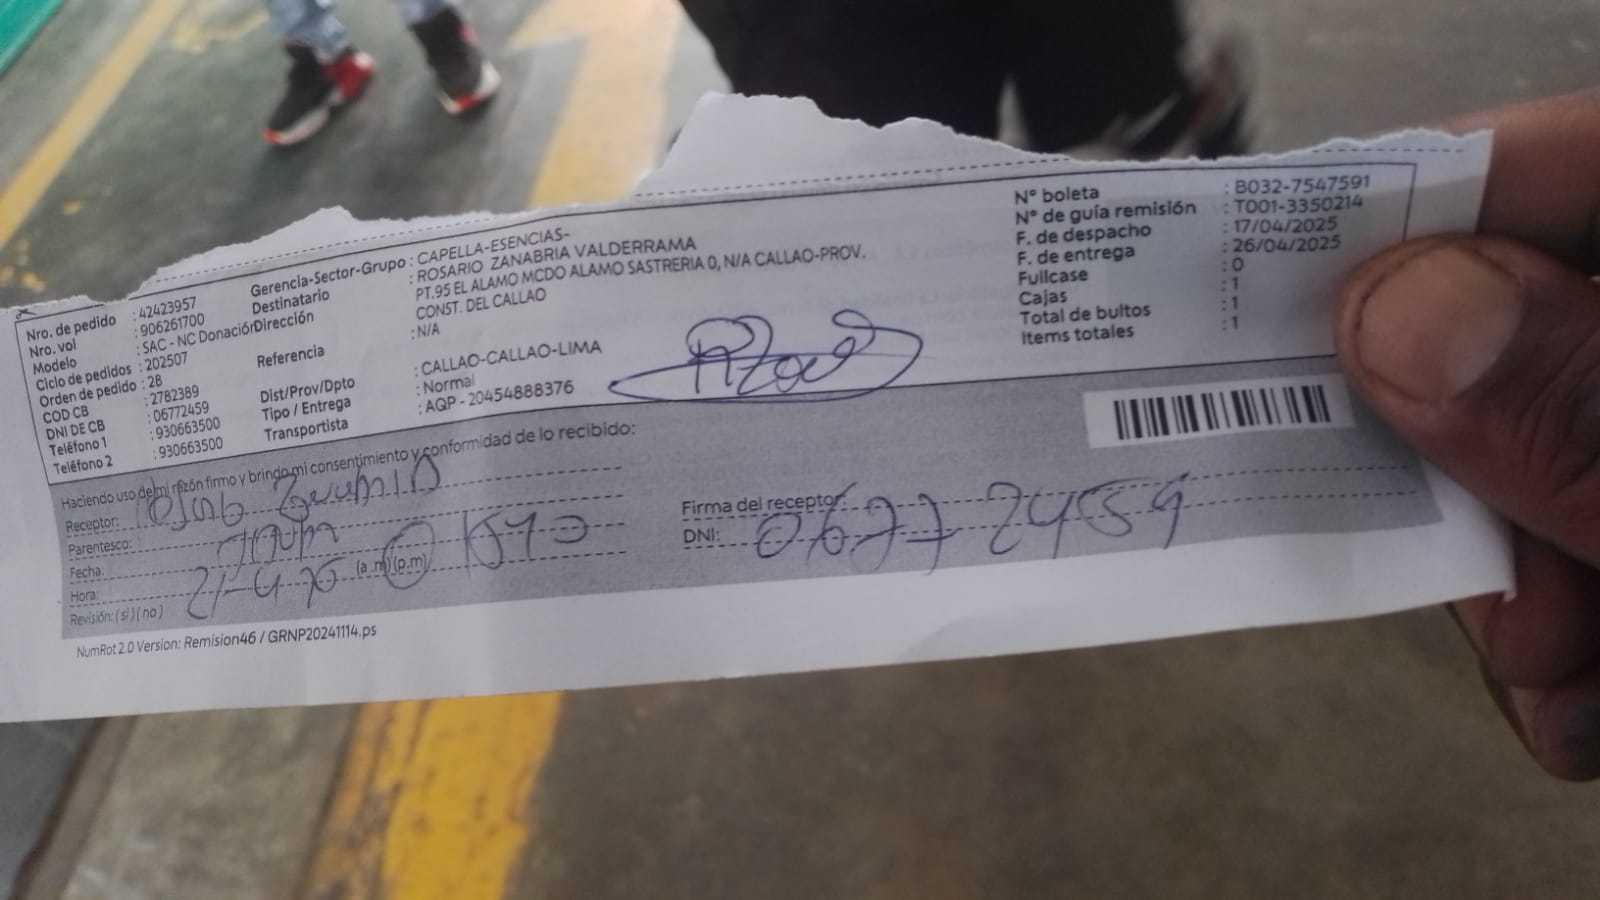 Nro. de pedido : 42423957
Nro. vol : 906261700
Modelo : SAC - NC Donación
Ciclo de pedidos : 202507
Orden de pedido : 28
COD CB : 2782389
DNI DE CB : 06772459
Teléfono 1 : 930663500
Teléfono 2 : 930663500
Gerencia-Sector-Grupo : CAPELLA-ESENCIAS-
Destinatario : ROSARIO ZANABRIA VALDERRAMA
Dirección : PT.95 EL ALAMO MCDO ALAMO SASTRERIA 0, N/A CALLAO-PROV.
CONST. DEL CALLAO
Referencia : N/A
Dist/Prov/Dpto : CALLAO-CALLAO-LIMA
Tipo / Entrega : Normal
Transportista : AQP - 20454888376
N° boleta : B032-7547591
N° de guía remisión : T001-3350214
F. de despacho : 17/04/2025
F. de entrega : 26/04/2025
Fullcase : 0
Cajas : 1
Total de bultos : 1
Items totales : 1
Haciendo uso de mi razón firmo y brindo mi consentimiento y conformidad de lo recibido:
Receptor:
Parentesco:
Fecha:
Hora: (a.m)(p.m)
Revisión: ( si ) ( no )
Firma del receptor:
DNI: 06772459
NumRot 2.0 Version: Remision46 / GRNP20241114.ps